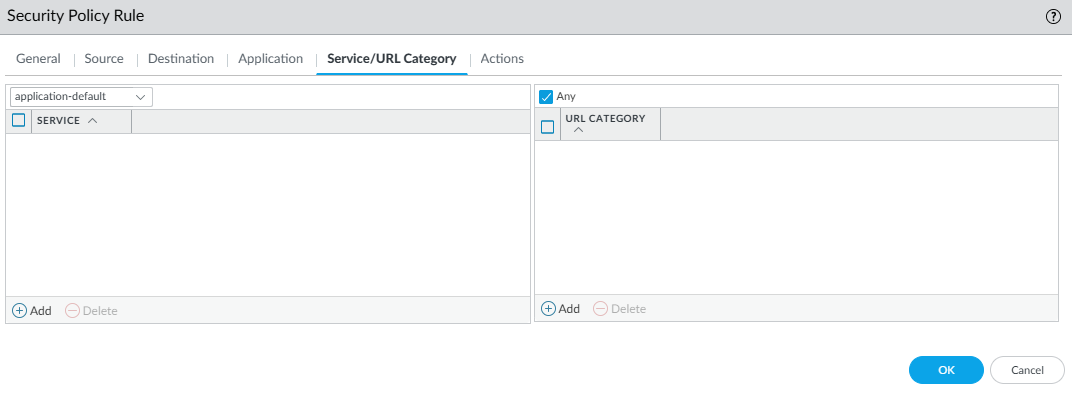 Security Policy Rule
?
General Source Destination Application Service/URL Category Actions
application-default
Any
SERVICE
URL CATEGORY
Add Delete
Add Delete
OK Cancel